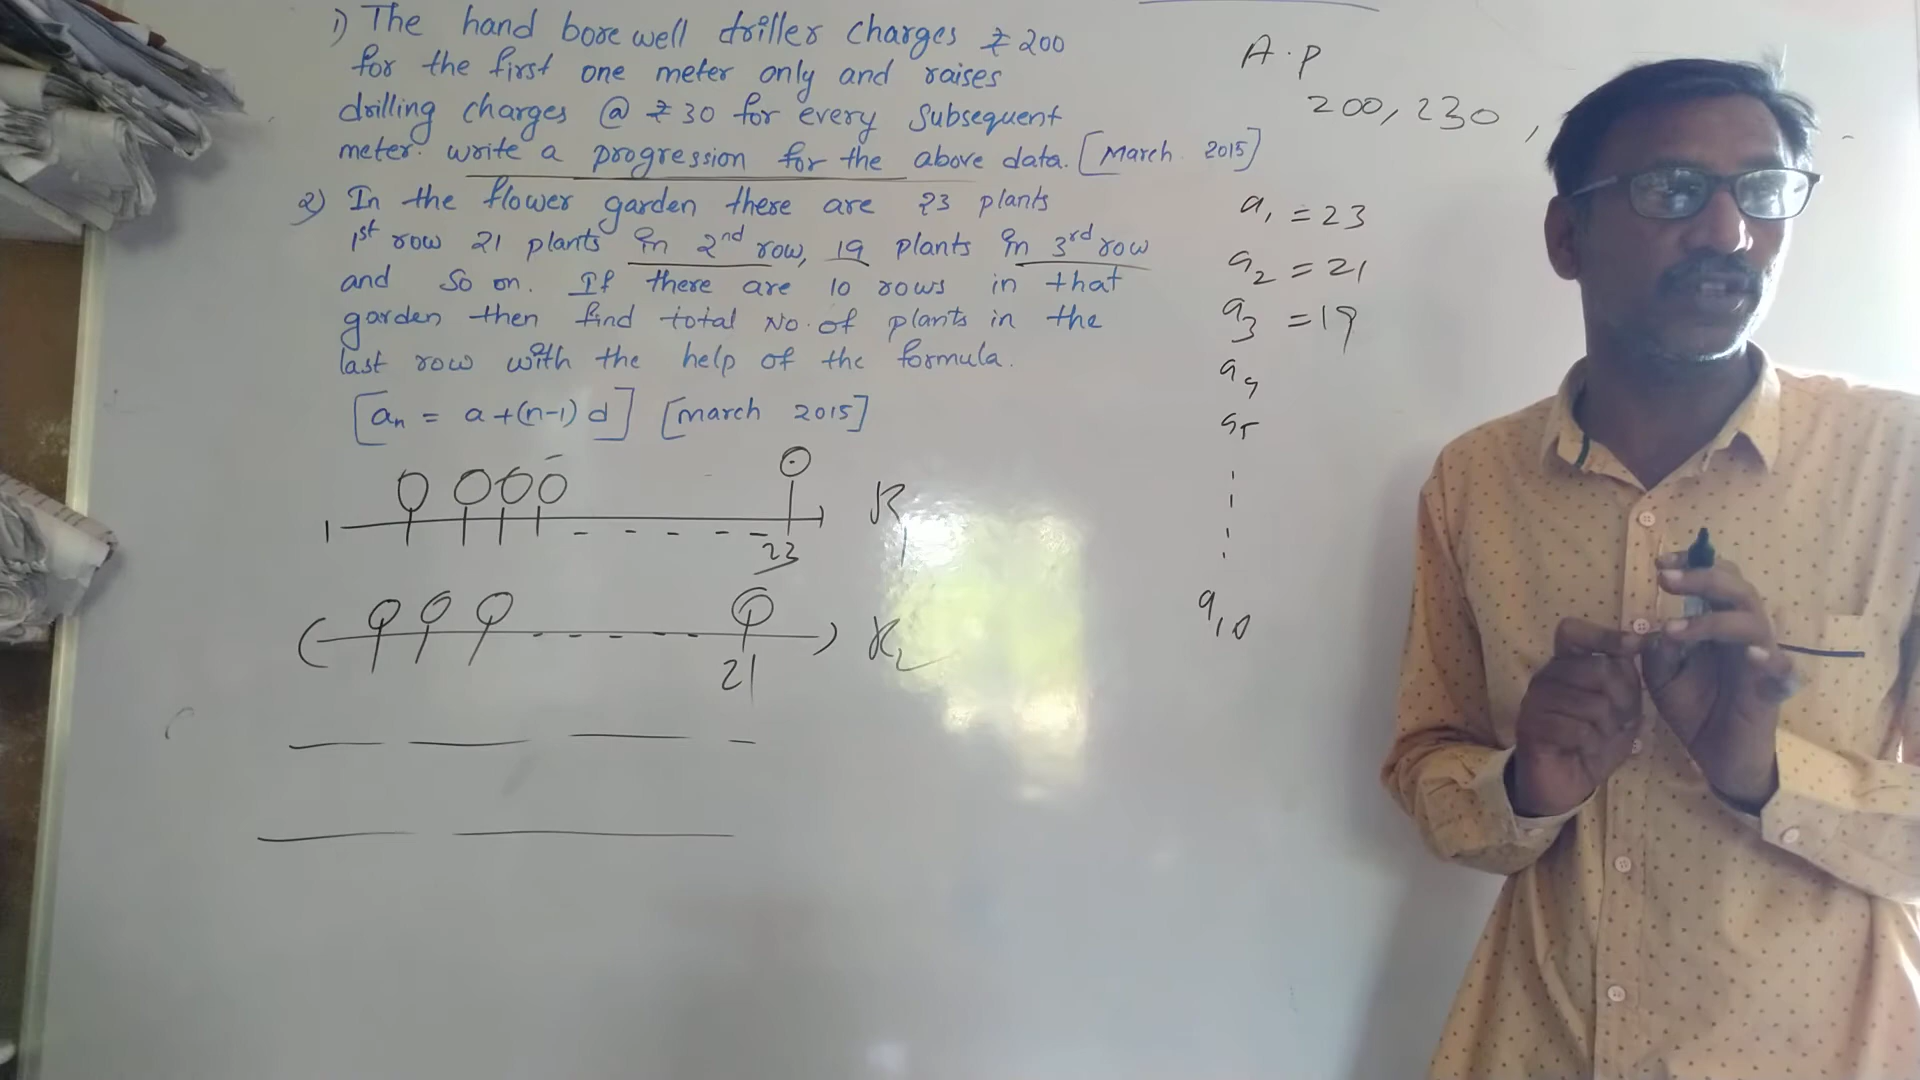 1) The hand bore well driller charges ₹ 200
for the first one meter only and raises
drilling charges @ ₹ 30 for every subsequent
meter. write a progression for the above data. [March 2015]
2) In the flower garden there are 23 plants
1st row 21 plants in 2nd row, 19 plants in 3rd row
and so on. If there are 10 rows in that
garden then find total No. of plants in the
last row with the help of the formula.
[an = a+(n-1) d] [march 2015]
23 R1
21 R2
A.P
200, 230,
a1 = 23
a2 = 21
a3 = 19
a4
a5
a10